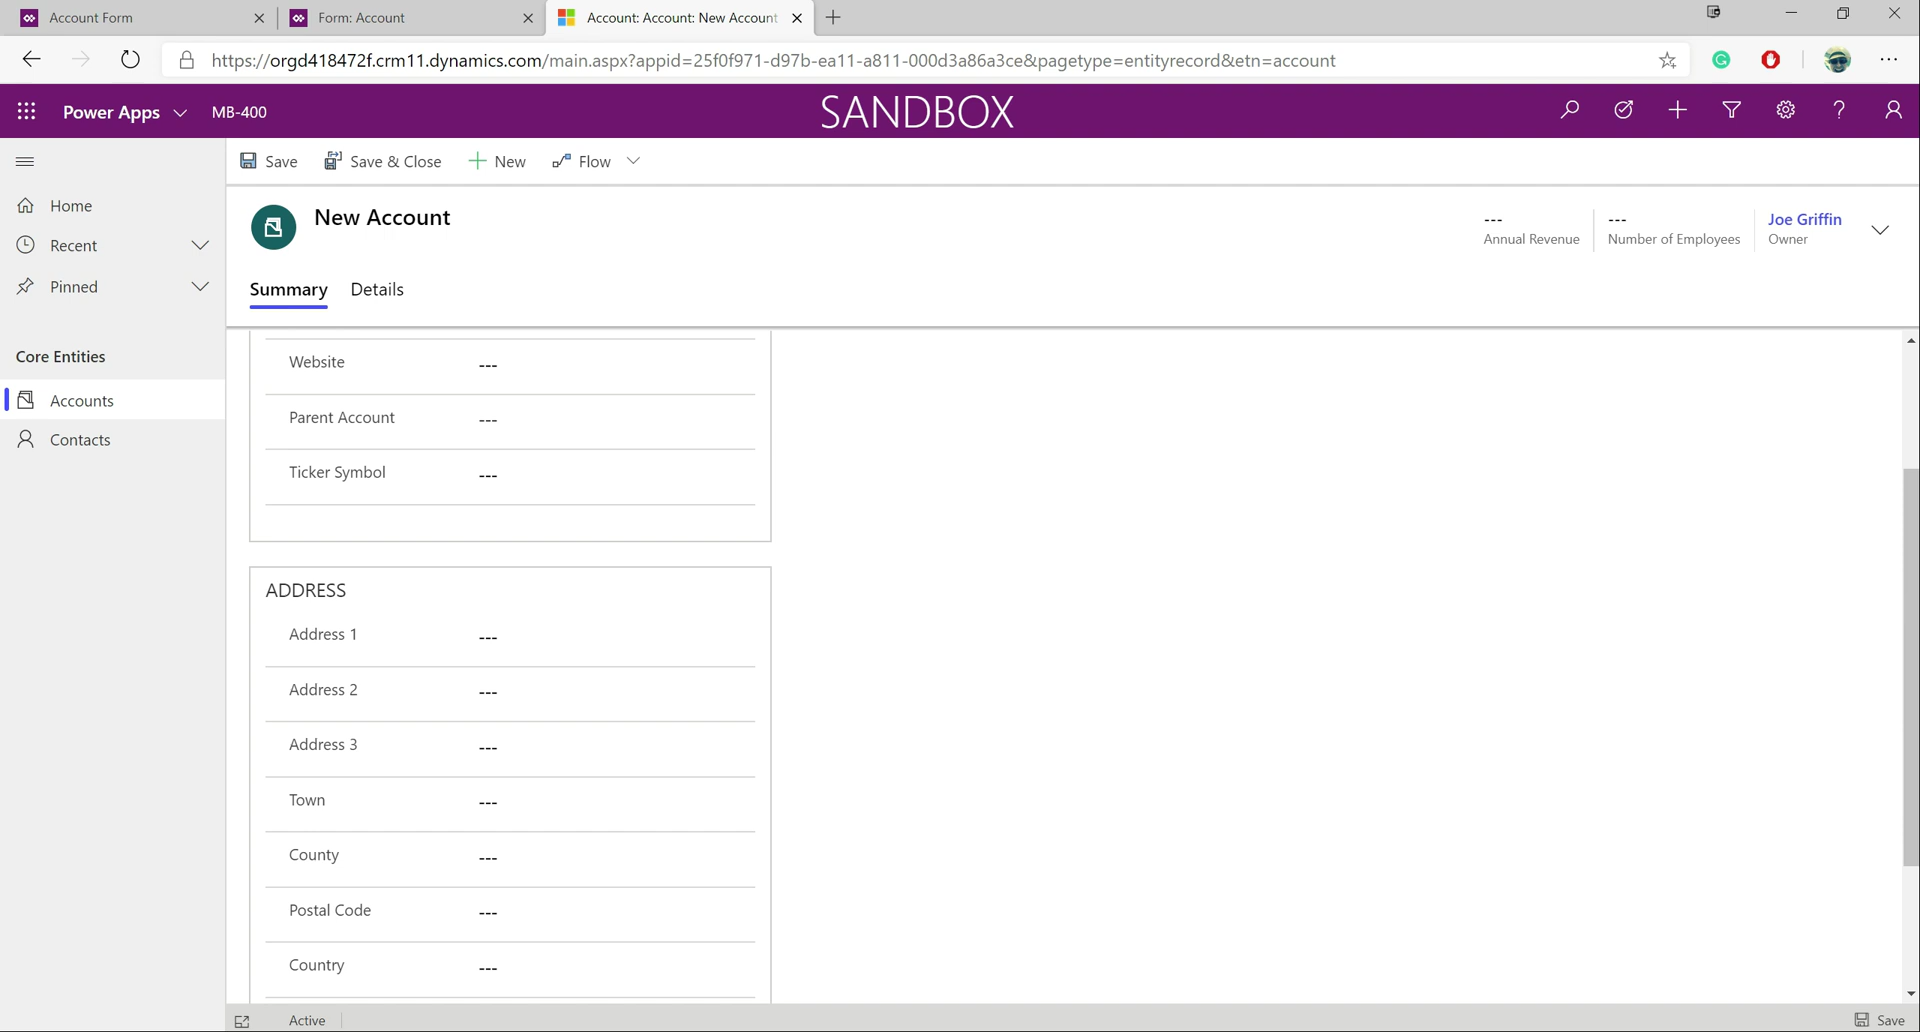 Account Form
Form: Account
Account: Account: New Account
https://orgd418472f.crm11.dynamics.com/main.aspx?appid=25f0f971-d97b-ea11-a811-000d3a86a3ce&pagetype=entityrecord&etn=account
Power Apps
MB-400
SANDBOX
Save
Save & Close
New
Flow
Home
Recent
Pinned
Core Entities
Accounts
Contacts
New Account
---
Annual Revenue
---
Number of Employees
Joe Griffin
Owner
Summary
Details
Website ---
Parent Account ---
Ticker Symbol ---
ADDRESS
Address 1 ---
Address 2 ---
Address 3 ---
Town ---
County ---
Postal Code ---
Country ---
Active
Save